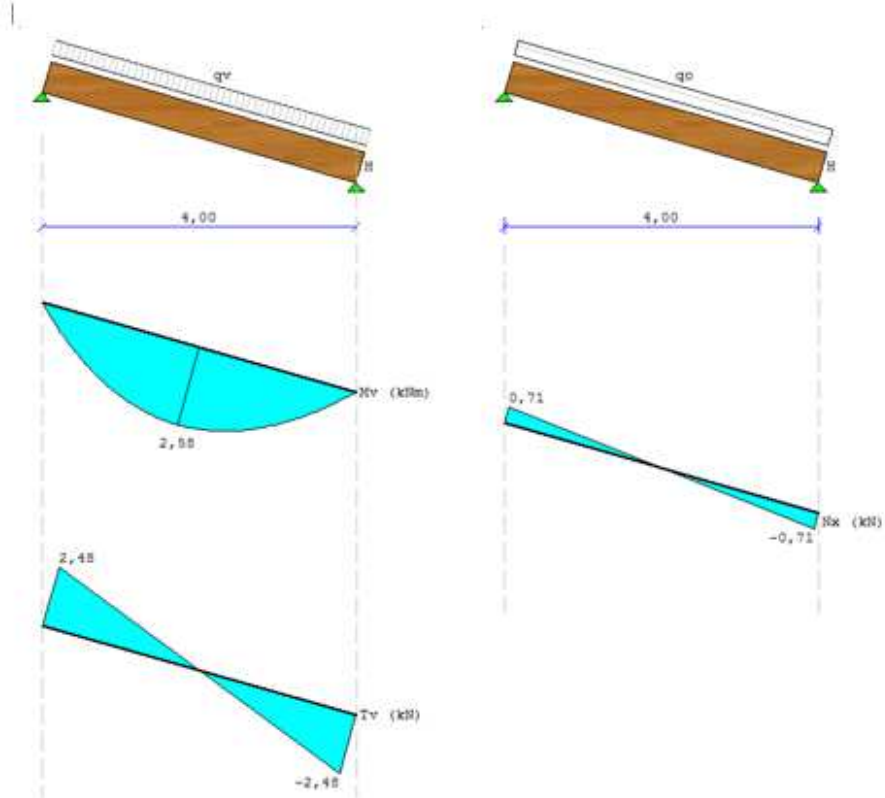 qv
qo
H
H
4,00
4,00
Mv (kNm)
2,58
0,71
Nx (kN)
-0,71
2,48
Tv (kN)
-2,48